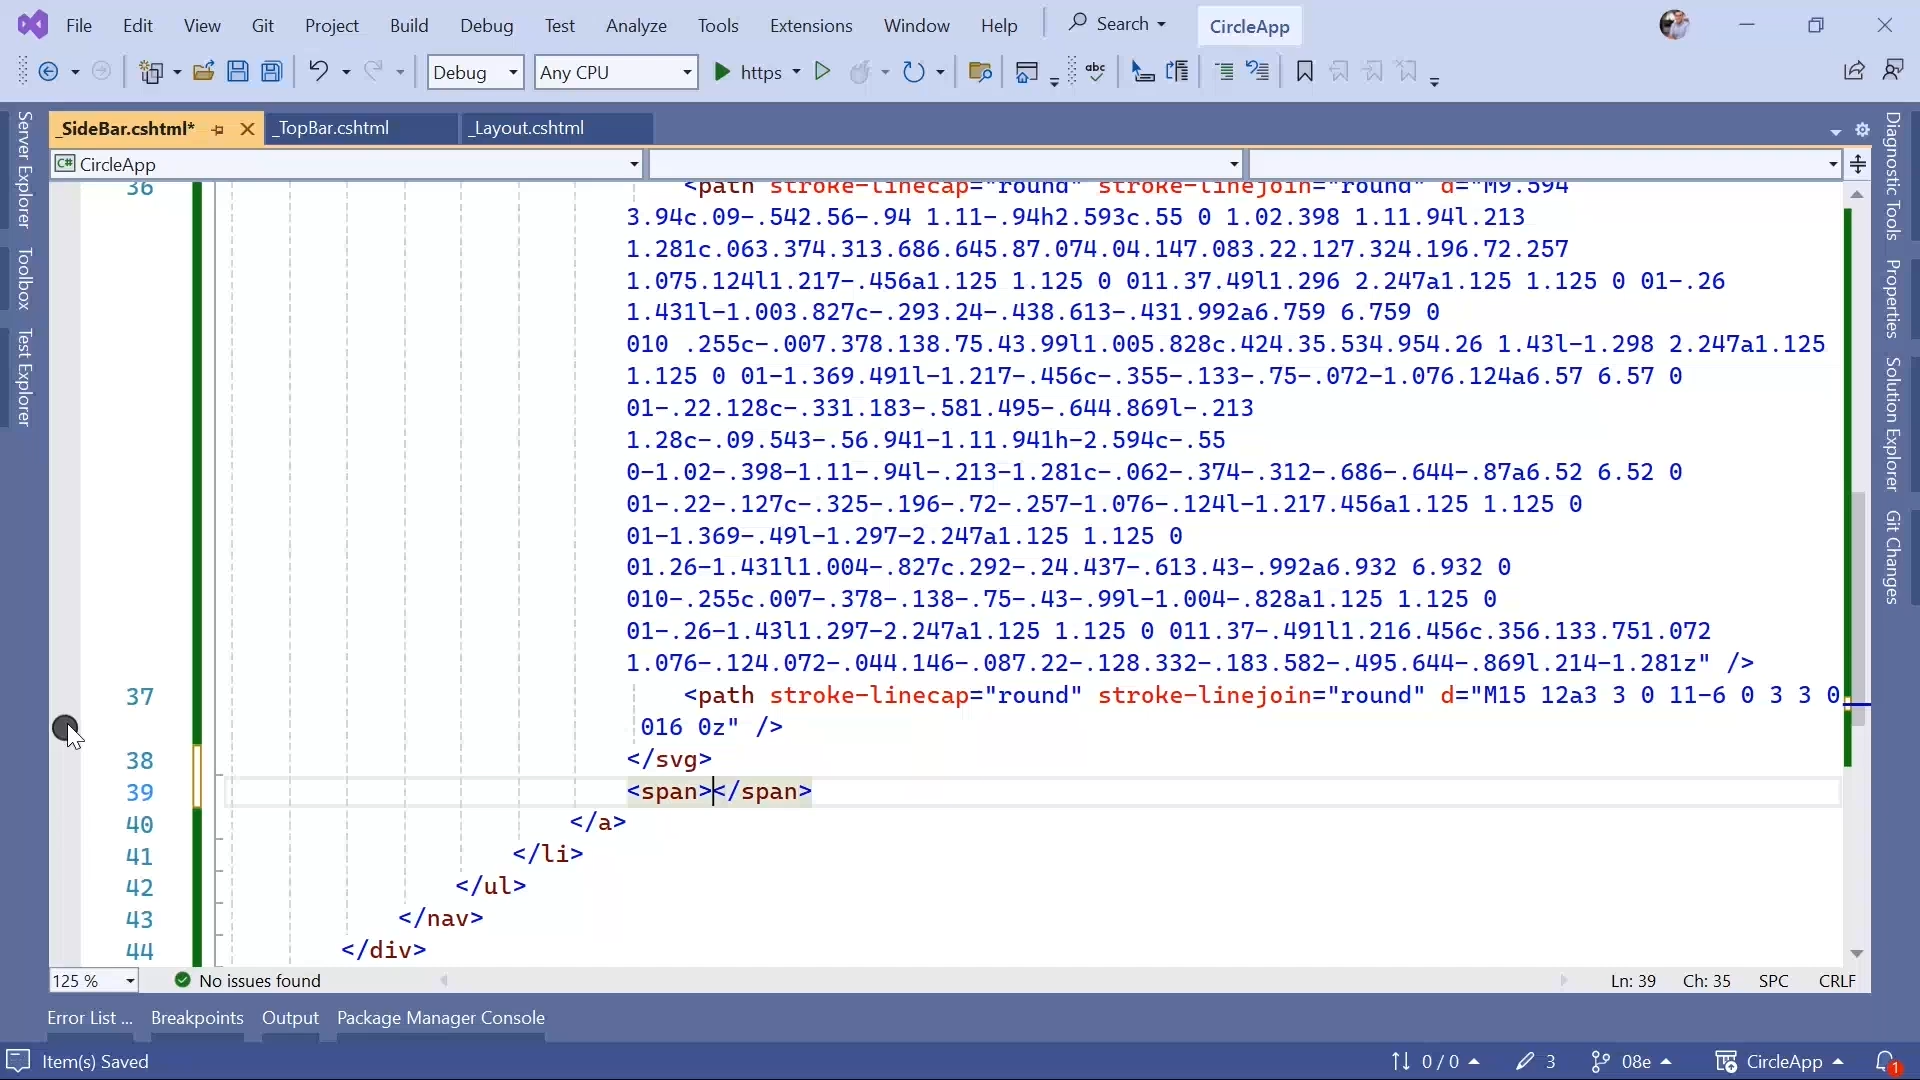 File Edit View Git Project Build Debug Test Analyze Tools Extensions Window Help Search CircleApp
Debug Any CPU https abc
_SideBar.cshtml* _TopBar.cshtml _Layout.cshtml
C# CircleApp
36 <path stroke-linecap="round" stroke-linejoin="round" d="M9.594
3.94c.09-.542.56-.94 1.11-.94h2.593c.55 0 1.02.398 1.11.94l.213
1.281c.063.374.313.686.645.87.074.04.147.083.22.127.324.196.72.257
1.075.124l1.217-.456a1.125 1.125 0 011.37.49l1.296 2.247a1.125 1.125 0 01-.26
1.431l-1.003.827c-.293.24-.438.613-.431.992a6.759 6.759 0
010 .255c-.007.378.138.75.43.99l1.005.828c.424.35.534.954.26 1.43l-1.298 2.247a1.125
1.125 0 01-1.369.491l-1.217-.456c-.355-.133-.75-.072-1.076.124a6.57 6.57 0
01-.22.128c-.331.183-.581.495-.644.869l-.213
1.28c-.09.543-.56.941-1.11.941h-2.594c-.55
0-1.02-.398-1.11-.94l-.213-1.281c-.062-.374-.312-.686-.644-.87a6.52 6.52 0
01-.22-.127c-.325-.196-.72-.257-1.076-.124l-1.217.456a1.125 1.125 0
01-1.369-.49l-1.297-2.247a1.125 1.125 0
01.26-1.431l1.004-.827c.292-.24.437-.613.43-.992a6.932 6.932 0
010-.255c.007-.378-.138-.75-.43-.99l-1.004-.828a1.125 1.125 0
01-.26-1.43l1.297-2.247a1.125 1.125 0 011.37-.491l1.216.456c.356.133.751.072
1.076-.124.072-.044.146-.087.22-.128.332-.183.582-.495.644-.869l.214-1.281z" />
37 <path stroke-linecap="round" stroke-linejoin="round" d="M15 12a3 3 0 11-6 0 3 3 0
016 0z" />
38 </svg>
39 <span></span>
40 </a>
41 </li>
42 </ul>
43 </nav>
44 </div>
125 % No issues found Ln: 39 Ch: 35 SPC CRLF
Error List ... Breakpoints Output Package Manager Console
Item(s) Saved 0 / 0 3 08e CircleApp 1
Server Explorer
Toolbox
Test Explorer
Diagnostic Tools
Properties
Solution Explorer
Git Changes